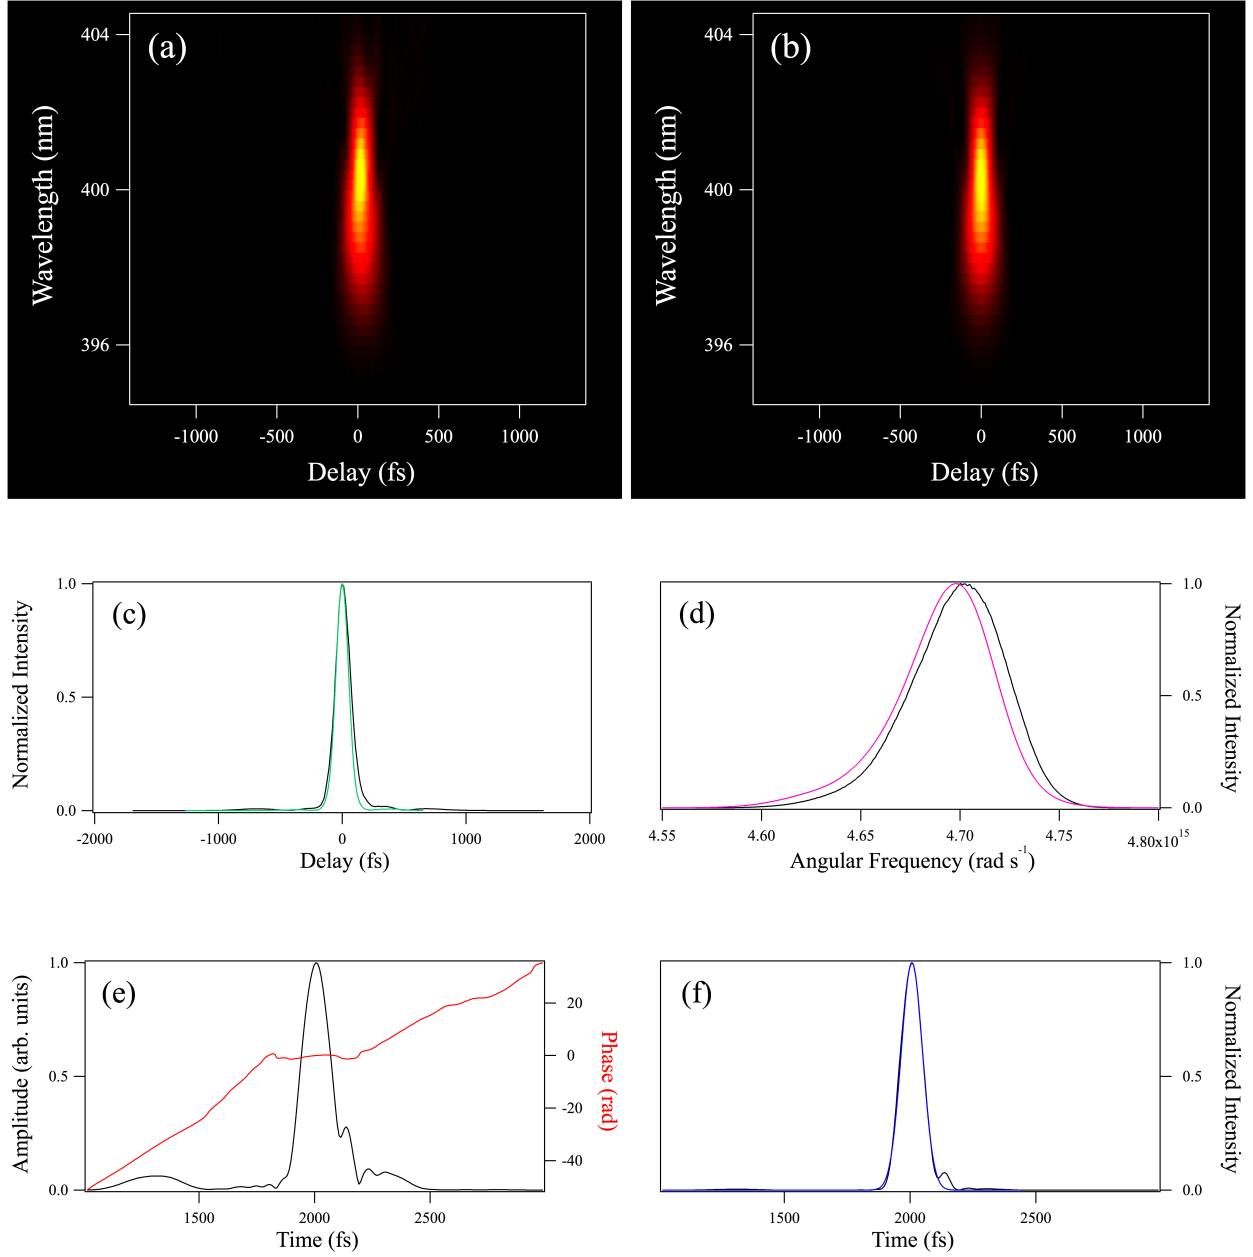 (a)
Wavelength (nm)
404
400
396
-1000 -500 0 500 1000
Delay (fs)
(b)
Wavelength (nm)
404
400
396
-1000 -500 0 500 1000
Delay (fs)
(c)
Normalized Intensity
1.0
0.5
0.0
-2000 -1000 0 1000 2000
Delay (fs)
(d)
1.0
0.5
0.0
Normalized Intensity
4.55 4.60 4.65 4.70 4.75 4.80x10¹⁵
Angular Frequency (rad s⁻¹)
(e)
Amplitude (arb. units)
1.0
0.5
0.0
20
0
-20
-40
Phase (rad)
1500 2000 2500
Time (fs)
(f)
1.0
0.5
0.0
Normalized Intensity
1500 2000 2500
Time (fs)